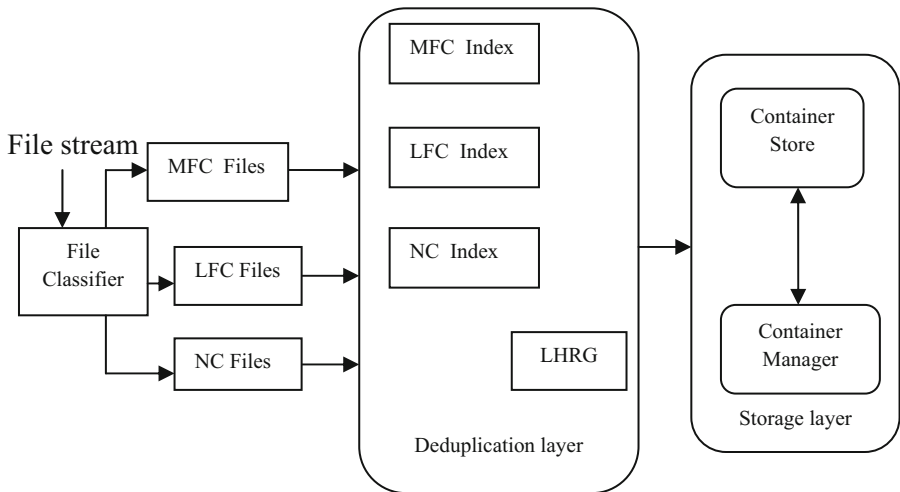 File stream
File
Classifier
MFC Files
LFC Files
NC Files
MFC Index
LFC Index
NC Index
LHRG
Deduplication layer
Container
Store
Container
Manager
Storage layer